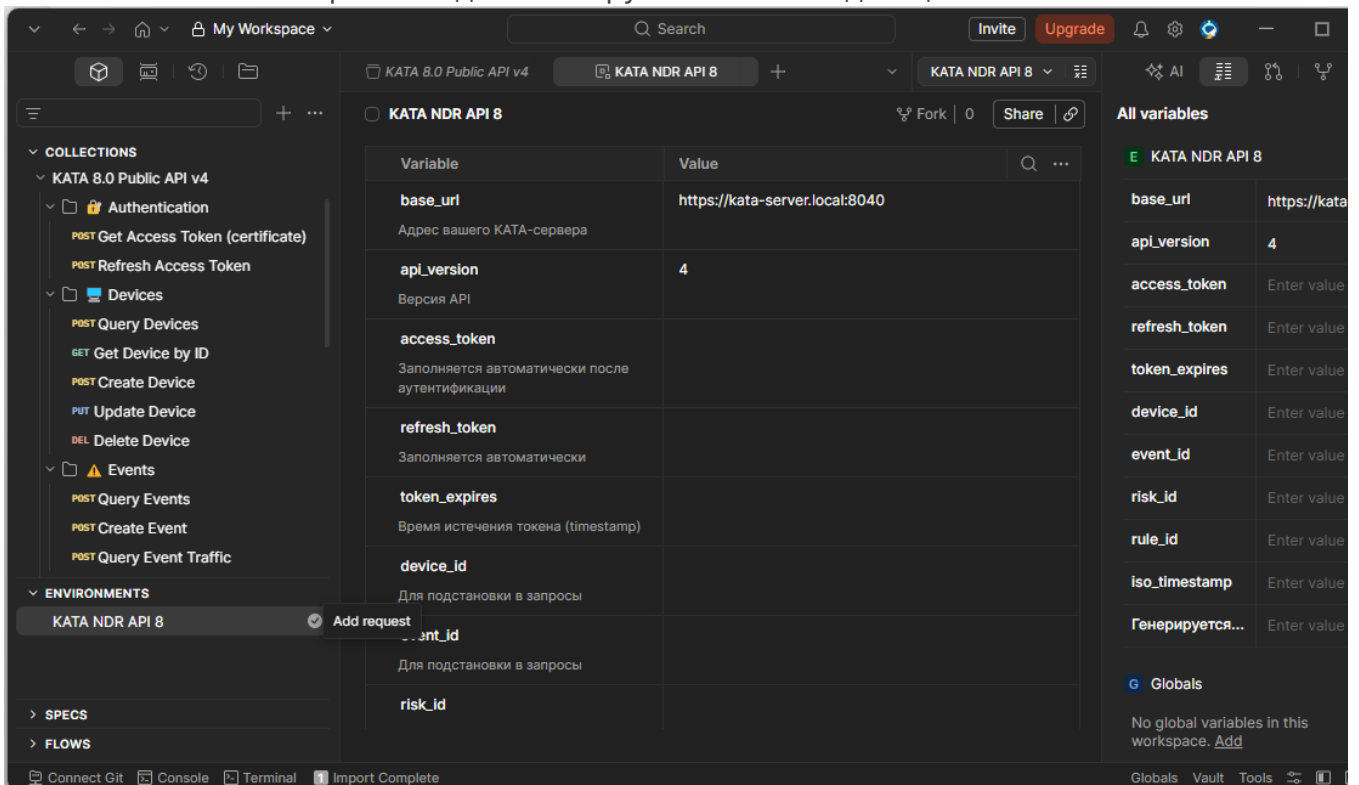 My Workspace
Search
Invite
Upgrade
KATA 8.0 Public API v4
KATA NDR API 8
KATA NDR API 8
AI
KATA NDR API 8
Fork 0
Share
All variables
COLLECTIONS
KATA 8.0 Public API v4
Authentication
POST Get Access Token (certificate)
POST Refresh Access Token
Devices
POST Query Devices
GET Get Device by ID
POST Create Device
PUT Update Device
DEL Delete Device
Events
POST Query Events
POST Create Event
POST Query Event Traffic
ENVIRONMENTS
KATA NDR API 8
Add request
SPECS
FLOWS
Variable Value
base_url https://kata-server.local:8040
Адрес вашего KATA-сервера
api_version 4
Версия API
access_token
Заполняется автоматически после
аутентификации
refresh_token
Заполняется автоматически
token_expires
Время истечения токена (timestamp)
device_id
Для подстановки в запросы
event_id
Для подстановки в запросы
risk_id
E KATA NDR API 8
base_url https://kata
api_version 4
access_token Enter value
refresh_token Enter value
token_expires Enter value
device_id Enter value
event_id Enter value
risk_id Enter value
rule_id Enter value
iso_timestamp Enter value
Генерируется... Enter value
G Globals
No global variables in this
workspace. Add
Connect Git Console Terminal 1 Import Complete
Globals Vault Tools